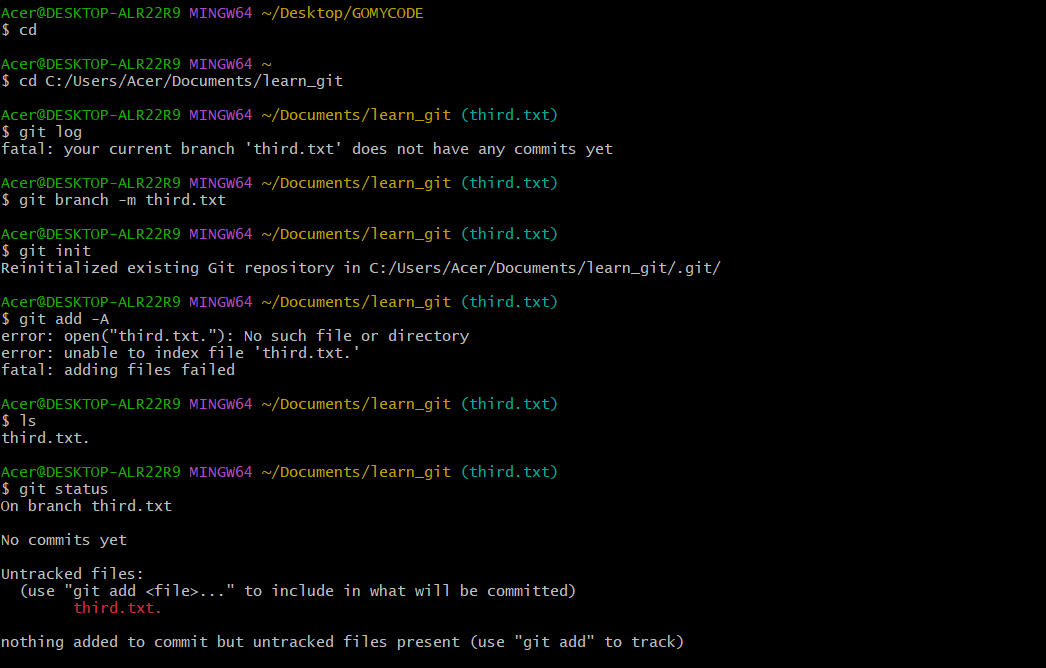 Acer@DESKTOP-ALR22R9 MINGW64 ~/Desktop/GOMYCODE
$ cd
Acer@DESKTOP-ALR22R9 MINGW64 ~
$ cd C:/Users/Acer/Documents/learn_git
Acer@DESKTOP-ALR22R9 MINGW64 ~/Documents/learn_git (third.txt)
$ git log
fatal: your current branch 'third.txt' does not have any commits yet
Acer@DESKTOP-ALR22R9 MINGW64 ~/Documents/learn_git (third.txt)
$ git branch -m third.txt
Acer@DESKTOP-ALR22R9 MINGW64 ~/Documents/learn_git (third.txt)
$ git init
Reinitialized existing Git repository in C:/Users/Acer/Documents/learn_git/.git/
Acer@DESKTOP-ALR22R9 MINGW64 ~/Documents/learn_git (third.txt)
$ git add -A
error: open("third.txt."): No such file or directory
error: unable to index file 'third.txt.'
fatal: adding files failed
Acer@DESKTOP-ALR22R9 MINGW64 ~/Documents/learn_git (third.txt)
$ ls
third.txt.
Acer@DESKTOP-ALR22R9 MINGW64 ~/Documents/learn_git (third.txt)
$ git status
On branch third.txt
No commits yet
Untracked files:
  (use "git add <file>..." to include in what will be committed)
        third.txt.
nothing added to commit but untracked files present (use "git add" to track)